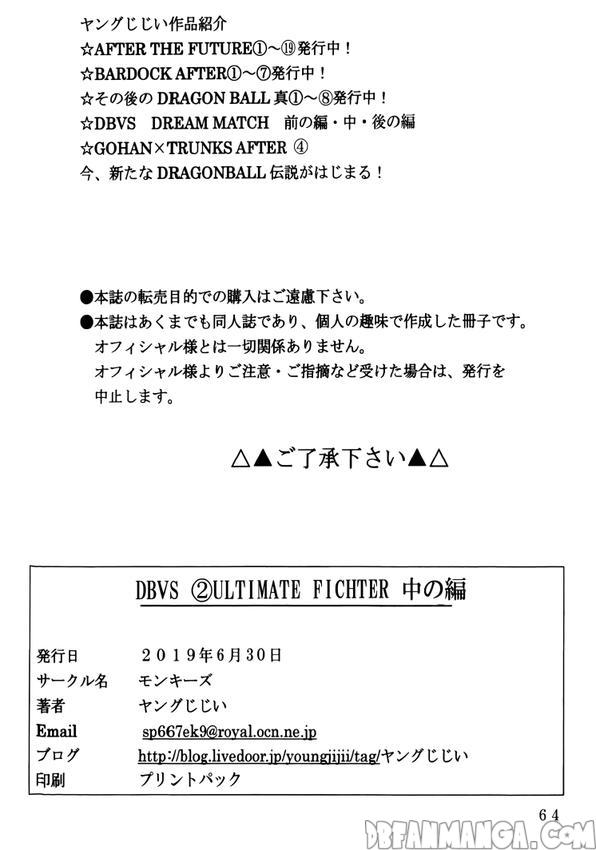 ヤングじじい作品紹介
☆AFTER THE FUTURE①～⑲発行中！
☆BARDOCK AFTER①～⑦発行中！
☆その後の DRAGON BALL 真①～⑧発行中！
☆DBVS　DREAM MATCH　前の編・中・後の編
☆GOHAN×TRUNKS AFTER ④
今、新たな DRAGONBALL 伝説がはじまる！
●本誌の転売目的での購入はご遠慮下さい。
●本誌はあくまでも同人誌であり、個人の趣味で作成した冊子です。
オフィシャル様とは一切関係ありません。
オフィシャル様よりご注意・ご指摘など受けた場合は、発行を
中止します。
△▲ご了承下さい▲△
DBVS ②ULTIMATE FICHTER 中の編
発行日　２０１９年６月３０日
サークル名　モンキーズ
著者　ヤングじじい
Email　sp667ek9@royal.ocn.ne.jp
ブログ　http://blog.livedoor.jp/youngjijii/tag/ヤングじじい
印刷　プリントパック
64
DBFANMANGA.COM